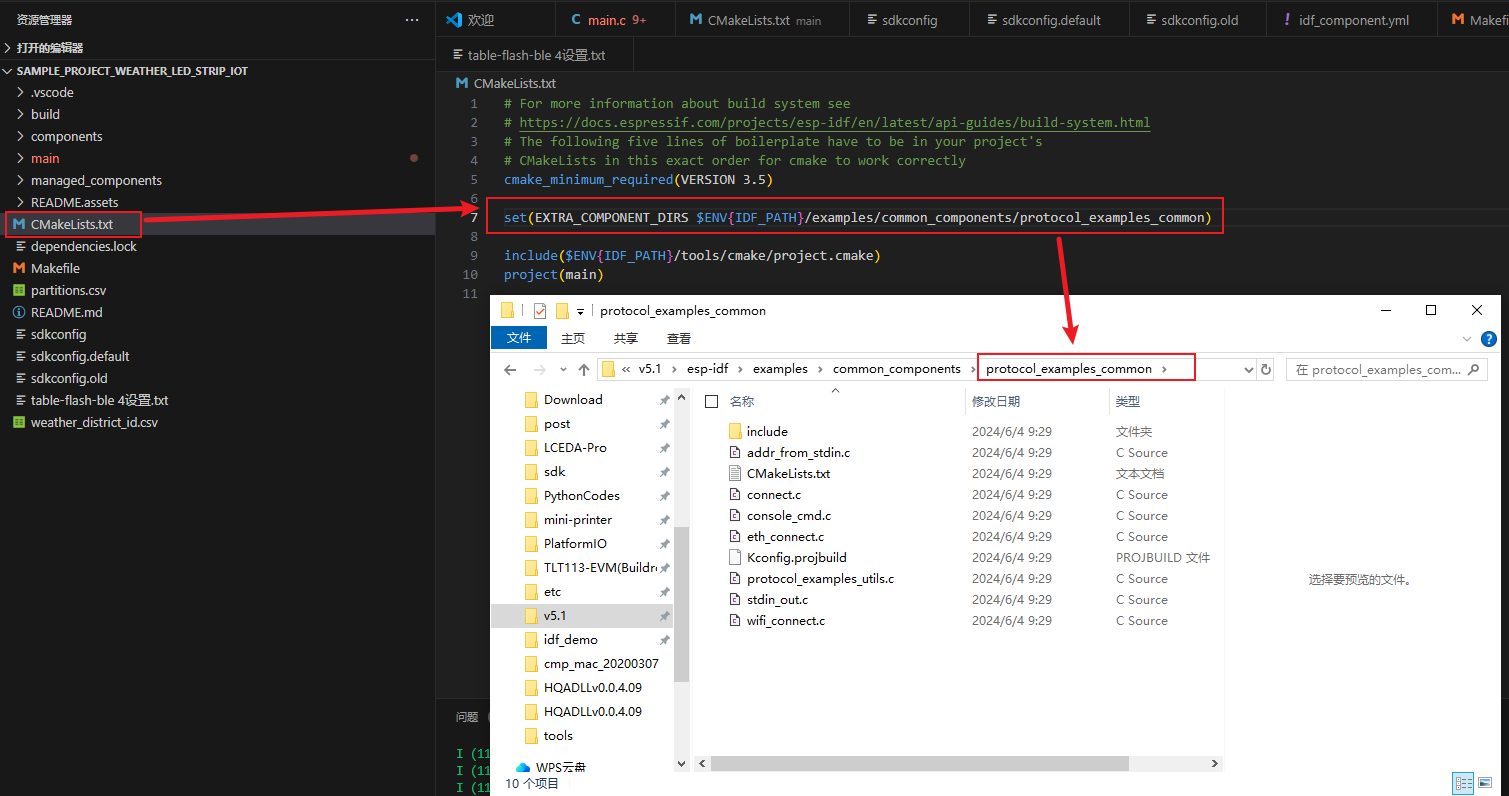 资源管理器
打开的编辑器
SAMPLE_PROJECT_WEATHER_LED_STRIP_IOT
.vscode
build
components
main
managed_components
README.assets
CMakeLists.txt
dependencies.lock
Makefile
partitions.csv
README.md
sdkconfig
sdkconfig.default
sdkconfig.old
table-flash-ble 4设置.txt
weather_district_id.csv
欢迎
main.c 9+
CMakeLists.txt main
sdkconfig
sdkconfig.default
sdkconfig.old
idf_component.yml
Makefi
table-flash-ble 4设置.txt
CMakeLists.txt
1 # For more information about build system see
2 # https://docs.espressif.com/projects/esp-idf/en/latest/api-guides/build-system.html
3 # The following five lines of boilerplate have to be in your project's
4 # CMakeLists in this exact order for cmake to work correctly
5 cmake_minimum_required(VERSION 3.5)
6
7 set(EXTRA_COMPONENT_DIRS $ENV{IDF_PATH}/examples/common_components/protocol_examples_common)
8
9 include($ENV{IDF_PATH}/tools/cmake/project.cmake)
10 project(main)
11
问题
I (11
I (11
I (11
protocol_examples_common
文件 主页 共享 查看
« v5.1 › esp-idf › examples › common_components › protocol_examples_common ›
在 protocol_examples_com...
Download
post
LCEDA-Pro
sdk
PythonCodes
mini-printer
PlatformIO
TLT113-EVM(Buildr
etc
v5.1
idf_demo
cmp_mac_20200307
HQADLLv0.0.4.09
HQADLLv0.0.4.09
tools
WPS云盘
名称 修改日期 类型
include 2024/6/4 9:29 文件夹
addr_from_stdin.c 2024/6/4 9:29 C Source
CMakeLists.txt 2024/6/4 9:29 文本文档
connect.c 2024/6/4 9:29 C Source
console_cmd.c 2024/6/4 9:29 C Source
eth_connect.c 2024/6/4 9:29 C Source
Kconfig.projbuild 2024/6/4 9:29 PROJBUILD 文件
protocol_examples_utils.c 2024/6/4 9:29 C Source
stdin_out.c 2024/6/4 9:29 C Source
wifi_connect.c 2024/6/4 9:29 C Source
选择要预览的文件。
10 个项目